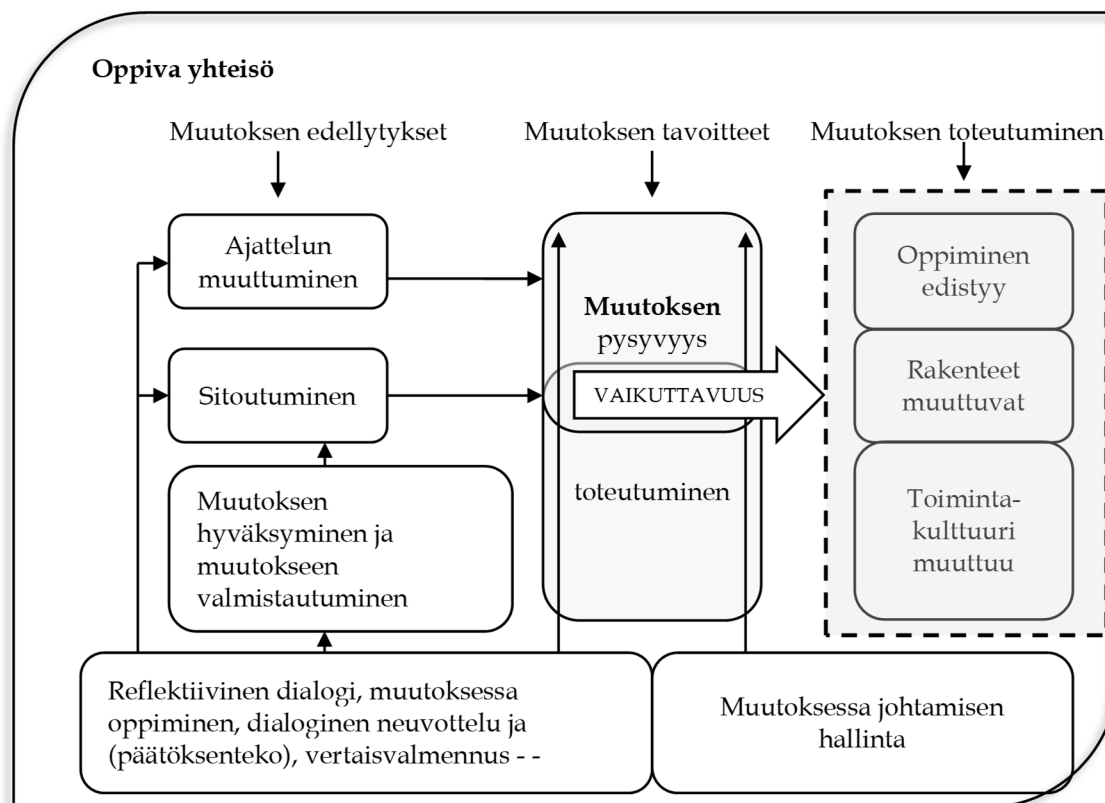 Oppiva yhteisö
Muutoksen edellytykset
Muutoksen tavoitteet
Muutoksen toteutuminen
Ajattelun
muuttuminen
Sitoutuminen
Muutoksen
hyväksyminen ja
muutokseen
valmistautuminen
Muutoksen
pysyvyys
VAIKUTTAVUUS
toteutuminen
Oppiminen
edistyy
Rakenteet
muuttuvat
Toiminta-
kulttuuri
muuttuu
Reflektiivinen dialogi, muutoksessa
oppiminen, dialoginen neuvottelu ja
(päätöksenteko), vertaisvalmennus - -
Muutoksessa johtamisen
hallinta